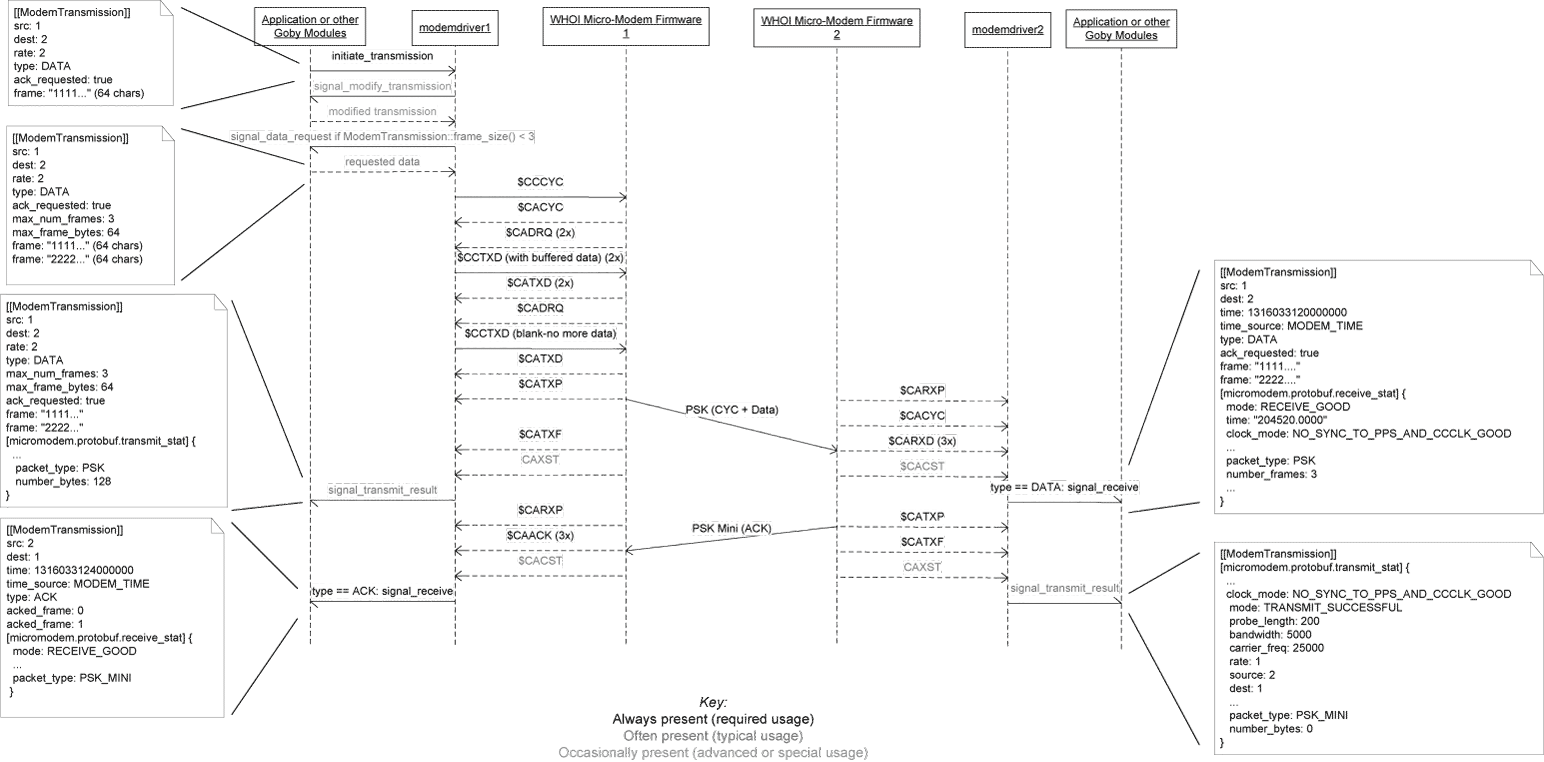 [[ModemTransmission]]
src: 1
dest: 2
rate: 2
type: DATA
ack_requested: true
frame: "1111..." (64 chars)
[[ModemTransmission]]
src: 1
dest: 2
rate: 2
type: DATA
ack_requested: true
max_num_frames: 3
max_frame_bytes: 64
frame: "1111..." (64 chars)
frame: "2222..." (64 chars)
[[ModemTransmission]]
src: 1
dest: 2
rate: 2
type: DATA
max_num_frames: 3
max_frame_bytes: 64
ack_requested: true
frame: "1111..."
frame: "2222..."
[micromodem.protobuf.transmit_stat] {
...
packet_type: PSK
number_bytes: 128
}
[[ModemTransmission]]
src: 2
dest: 1
time: 1316033124000000
time_source: MODEM_TIME
type: ACK
acked_frame: 0
acked_frame: 1
[micromodem.protobuf.receive_stat] {
mode: RECEIVE_GOOD
...
packet_type: PSK_MINI
}
Application or other
Goby Modules
modemdriver1
WHOI Micro-Modem Firmware
1
WHOI Micro-Modem Firmware
2
modemdriver2
Application or other
Goby Modules
initiate_transmission
signal_modify_transmission
modified transmission
signal_data_request if ModemTransmission::frame_size() < 3
requested data
$CCCYC
$CACYC
$CADRQ (2x)
$CCTXD (with buffered data) (2x)
$CATXD (2x)
$CADRQ
$CCTXD (blank-no more data)
$CATXD
$CATXP
PSK (CYC + Data)
$CARXP
$CACYC
$CATXF
$CARXD (3x)
CAXST
$CACST
signal_transmit_result
type == DATA: signal_receive
$CARXP
PSK Mini (ACK)
$CATXP
$CAACK (3x)
$CATXF
$CACST
CAXST
type == ACK: signal_receive
signal_transmit_result
[[ModemTransmission]]
src: 1
dest: 2
time: 1316033120000000
time_source: MODEM_TIME
type: DATA
ack_requested: true
frame: "1111...."
frame: "2222...."
[micromodem.protobuf.receive_stat] {
mode: RECEIVE_GOOD
time: "204520.0000"
clock_mode: NO_SYNC_TO_PPS_AND_CCCLK_GOOD
...
packet_type: PSK
number_frames: 3
...
}
[[ModemTransmission]]
[micromodem.protobuf.transmit_stat] {
...
clock_mode: NO_SYNC_TO_PPS_AND_CCCLK_GOOD
mode: TRANSMIT_SUCCESSFUL
probe_length: 200
bandwidth: 5000
carrier_freq: 25000
rate: 1
source: 2
dest: 1
...
packet_type: PSK_MINI
number_bytes: 0
}
Key:
Always present (required usage)
Often present (typical usage)
Occasionally present (advanced or special usage)